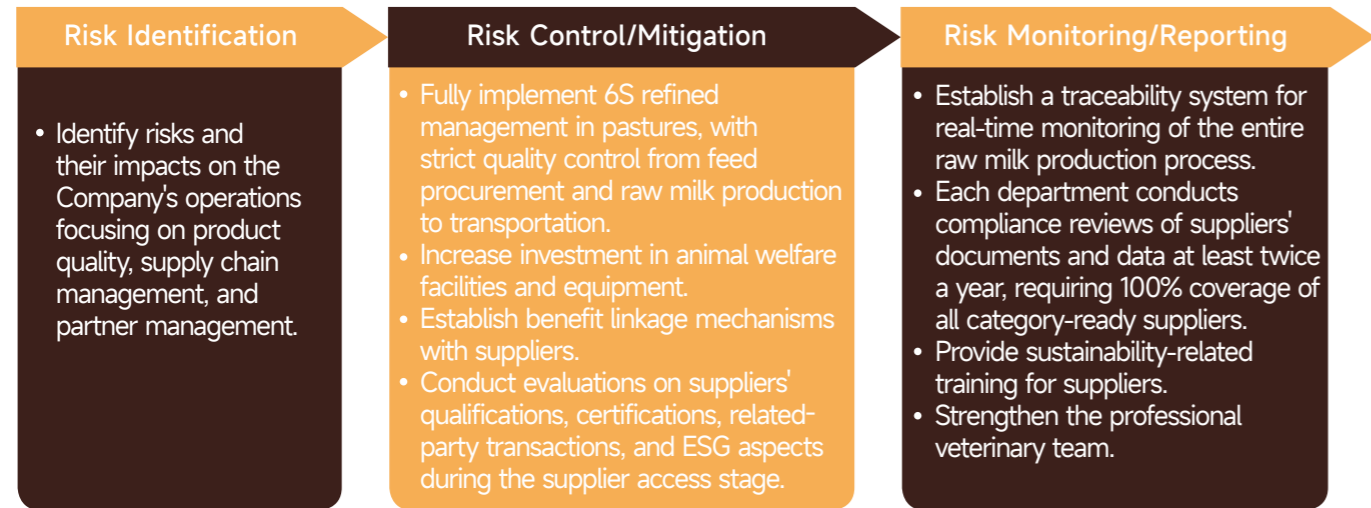 Risk Identification
• Identify risks and
their impacts on the
Company's operations
focusing on product
quality, supply chain
management, and
partner management.
Risk Control/Mitigation
• Fully implement 6S refined
management in pastures, with
strict quality control from feed
procurement and raw milk production
to transportation.
• Increase investment in animal welfare
facilities and equipment.
• Establish benefit linkage mechanisms
with suppliers.
• Conduct evaluations on suppliers'
qualifications, certifications, related-
party transactions, and ESG aspects
during the supplier access stage.
Risk Monitoring/Reporting
• Establish a traceability system for
real-time monitoring of the entire
raw milk production process.
• Each department conducts
compliance reviews of suppliers'
documents and data at least twice
a year, requiring 100% coverage of
all category-ready suppliers.
• Provide sustainability-related
training for suppliers.
• Strengthen the professional
veterinary team.